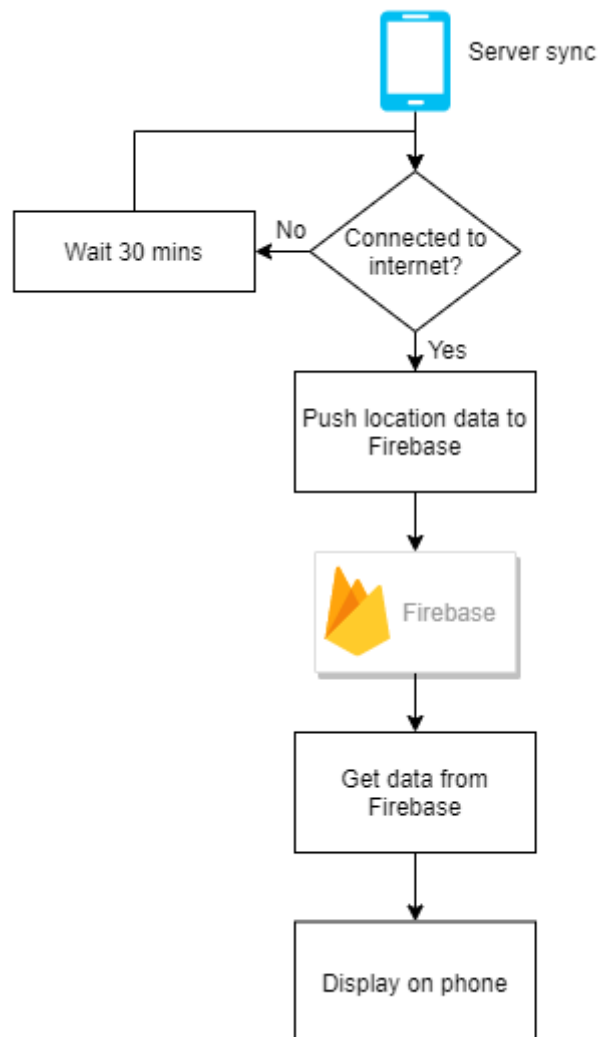 Server sync
Connected to
internet?
No
Wait 30 mins
Yes
Push location data to
Firebase
Firebase
Get data from
Firebase
Display on phone